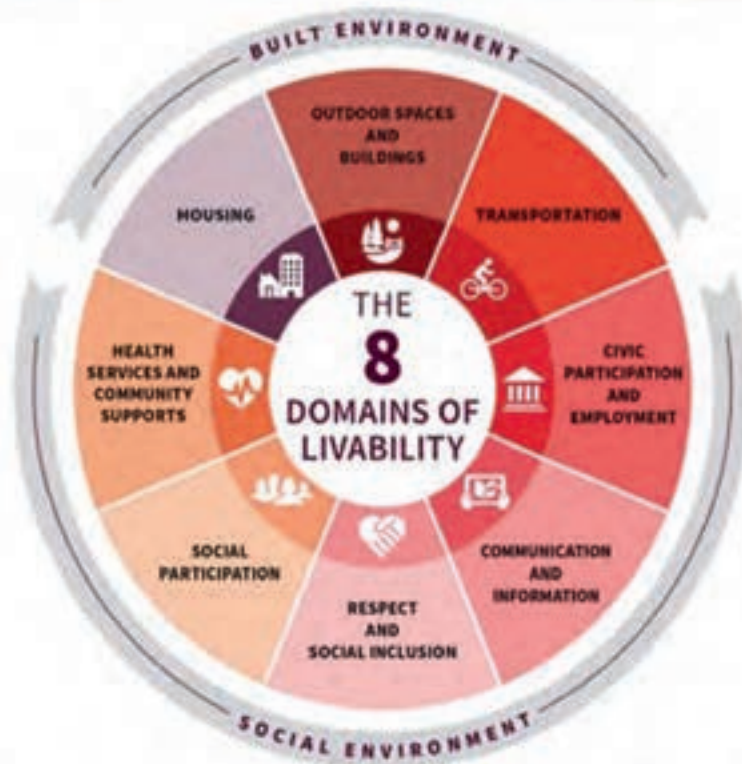 BUILT ENVIRONMENT
OUTDOOR SPACES
AND
BUILDINGS
TRANSPORTATION
CIVIC
PARTICIPATION
AND
EMPLOYMENT
COMMUNICATION
AND
INFORMATION
RESPECT
AND
SOCIAL INCLUSION
SOCIAL
PARTICIPATION
HEALTH
SERVICES AND
COMMUNITY
SUPPORTS
HOUSING
THE
8
DOMAINS OF
LIVABILITY
SOCIAL ENVIRONMENT